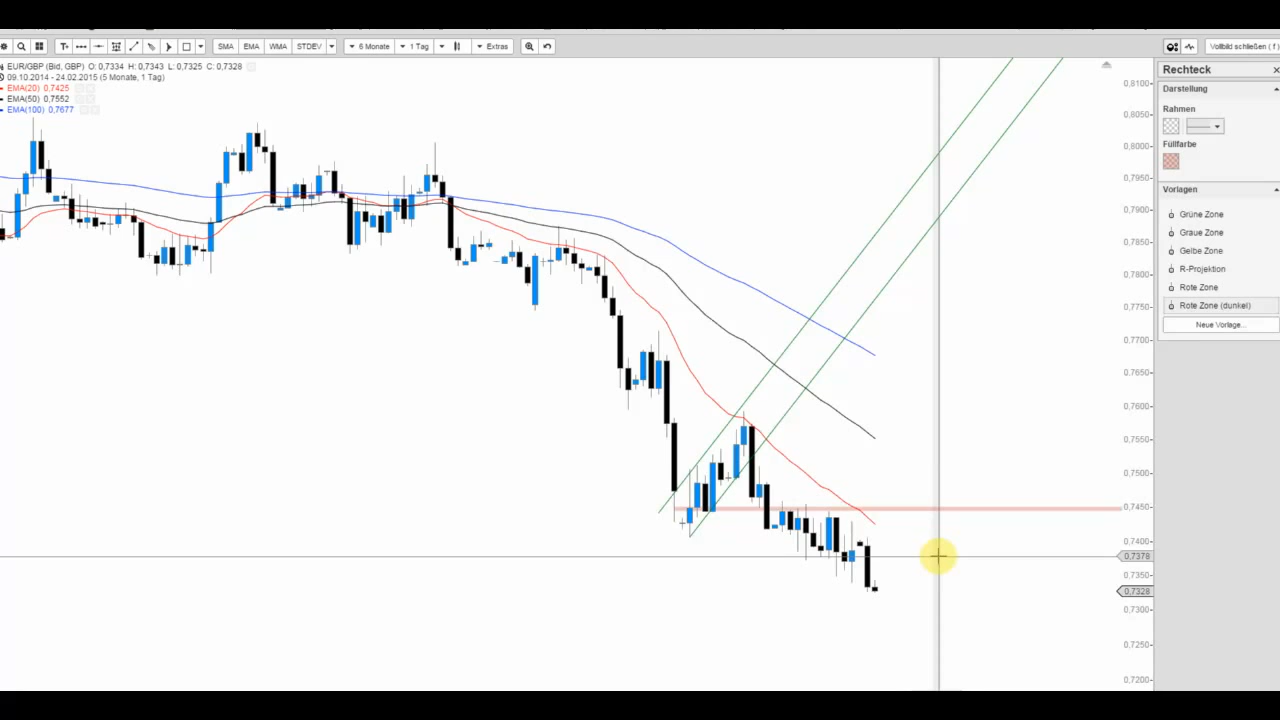 SMA EMA WMA STDEV 6 Monate 1 Tag Extras Vollbild schließen ( f )
EUR/GBP (Bid, GBP) O: 0,7334 H: 0,7343 L: 0,7325 C: 0,7328
09.10.2014 - 24.02.2015 (5 Monate, 1 Tag)
EMA(20) 0,7425
EMA(50) 0,7552
EMA(100) 0,7677
0,8100
0,8050
0,8000
0,7950
0,7900
0,7850
0,7800
0,7750
0,7700
0,7650
0,7600
0,7550
0,7500
0,7450
0,7400
0,7378
0,7350
0,7328
0,7300
0,7250
0,7200
Rechteck
Darstellung
Rahmen
Füllfarbe
Vorlagen
Grüne Zone
Graue Zone
Gelbe Zone
R-Projektion
Rote Zone
Rote Zone (dunkel)
Neue Vorlage...